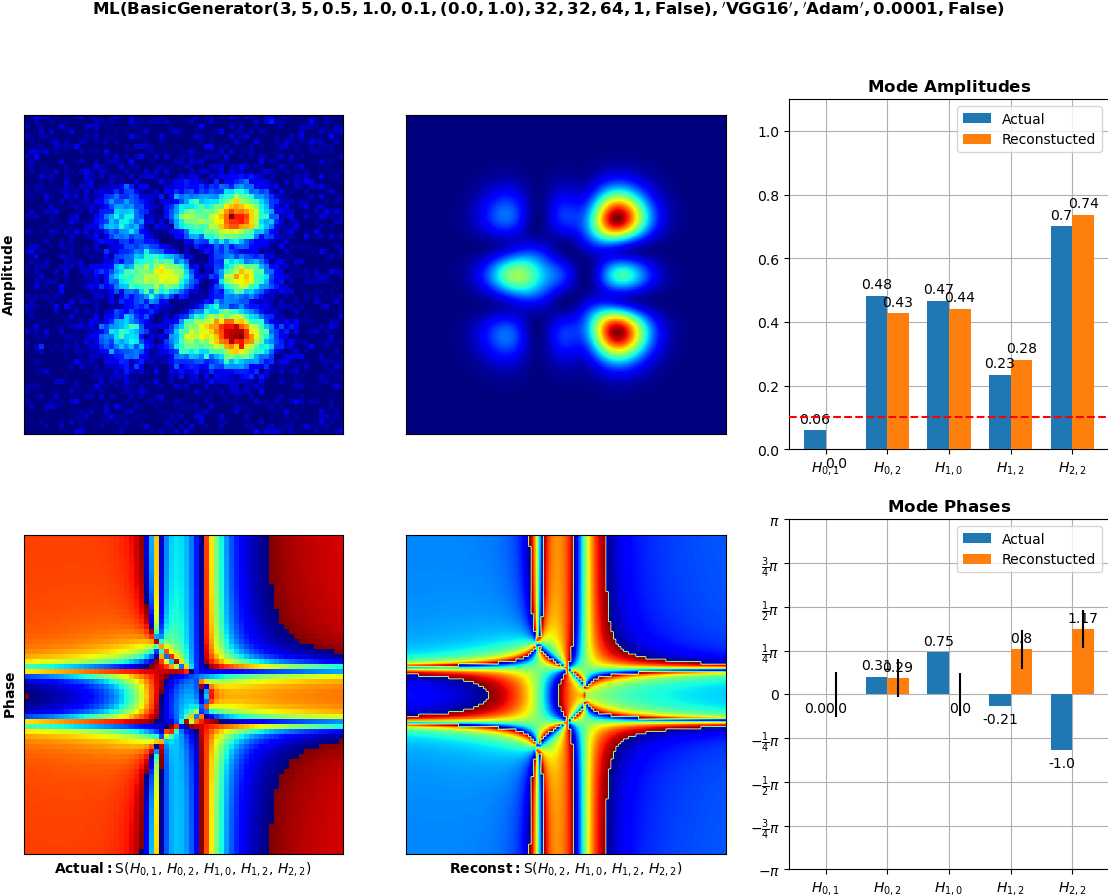 ML(BasicGenerator(3, 5, 0.5, 1.0, 0.1, (0.0, 1.0), 32, 32, 64, 1, False), 'VGG16', 'Adam', 0.0001, False)
Amplitude
Mode Amplitudes
Actual
Reconstucted
1.0
0.8
0.6
0.4
0.2
0.0
0.06
0.0
0.48
0.43
0.47
0.44
0.23
0.28
0.7
0.74
H0,1 H0,2 H1,0 H1,2 H2,2
Phase
Actual: S(H0,1, H0,2, H1,0, H1,2, H2,2)
Reconst: S(H0,2, H1,0, H1,2, H2,2)
Mode Phases
Actual
Reconstucted
π
3/4π
1/2π
1/4π
0
−1/4π
−1/2π
−3/4π
−π
0.31
0.29
0.75
0.0
-0.21
0.8
-1.0
1.17
H0,1 H0,2 H1,0 H1,2 H2,2